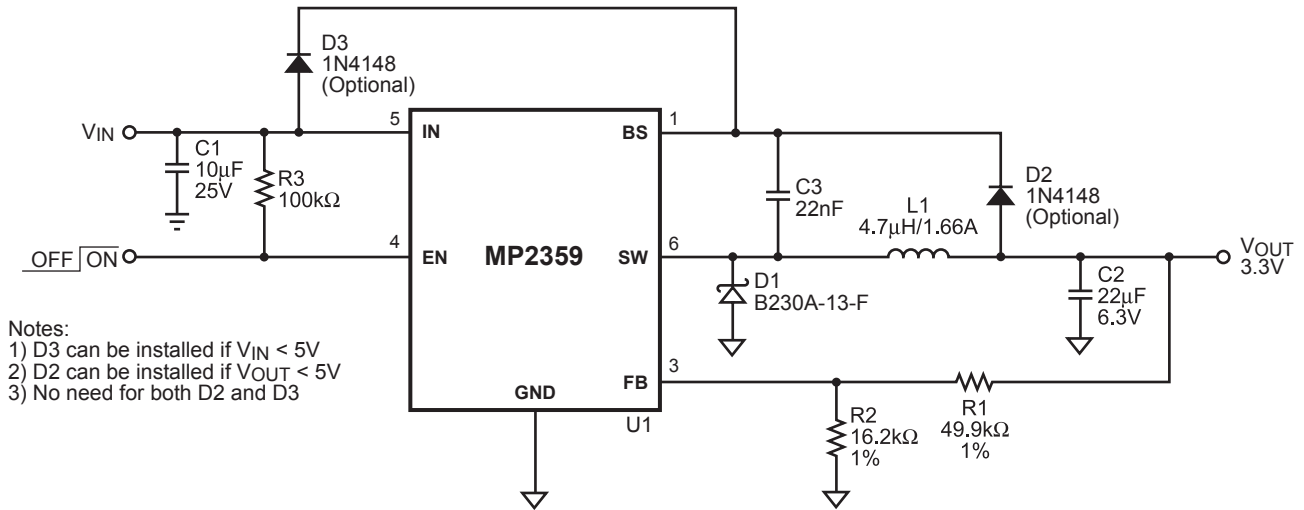 D3
1N4148
(Optional)
VIN
C1
10µF
25V
R3
100kΩ
OFF ON
5
IN
4
EN
MP2359
GND
U1
BS
1
SW
6
FB
3
C3
22nF
D2
1N4148
(Optional)
L1
4.7µH/1.66A
D1
B230A-13-F
VOUT
3.3V
C2
22µF
6.3V
R2
16.2kΩ
1%
R1
49.9kΩ
1%
Notes:
1) D3 can be installed if VIN < 5V
2) D2 can be installed if VOUT < 5V
3) No need for both D2 and D3